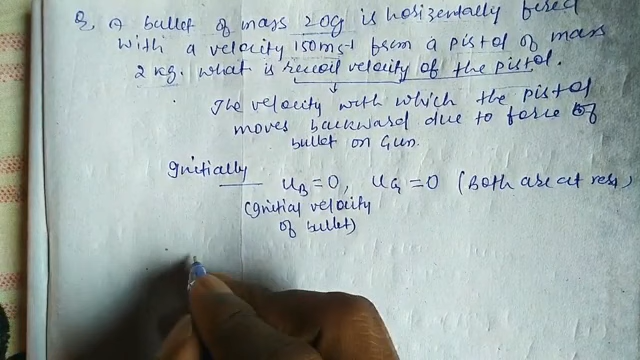 Q. A bullet of mass 20g is horizontally fired
with a velocity 150ms-1 from a pistol of mass
2 kg. what is recoil velocity of the pistol.
The velocity with which the pistol
moves backward due to force of
bullet on Gun.
Initially uB=0, uG=0 (Both are at rest)
(Initial velocity
of bullet)